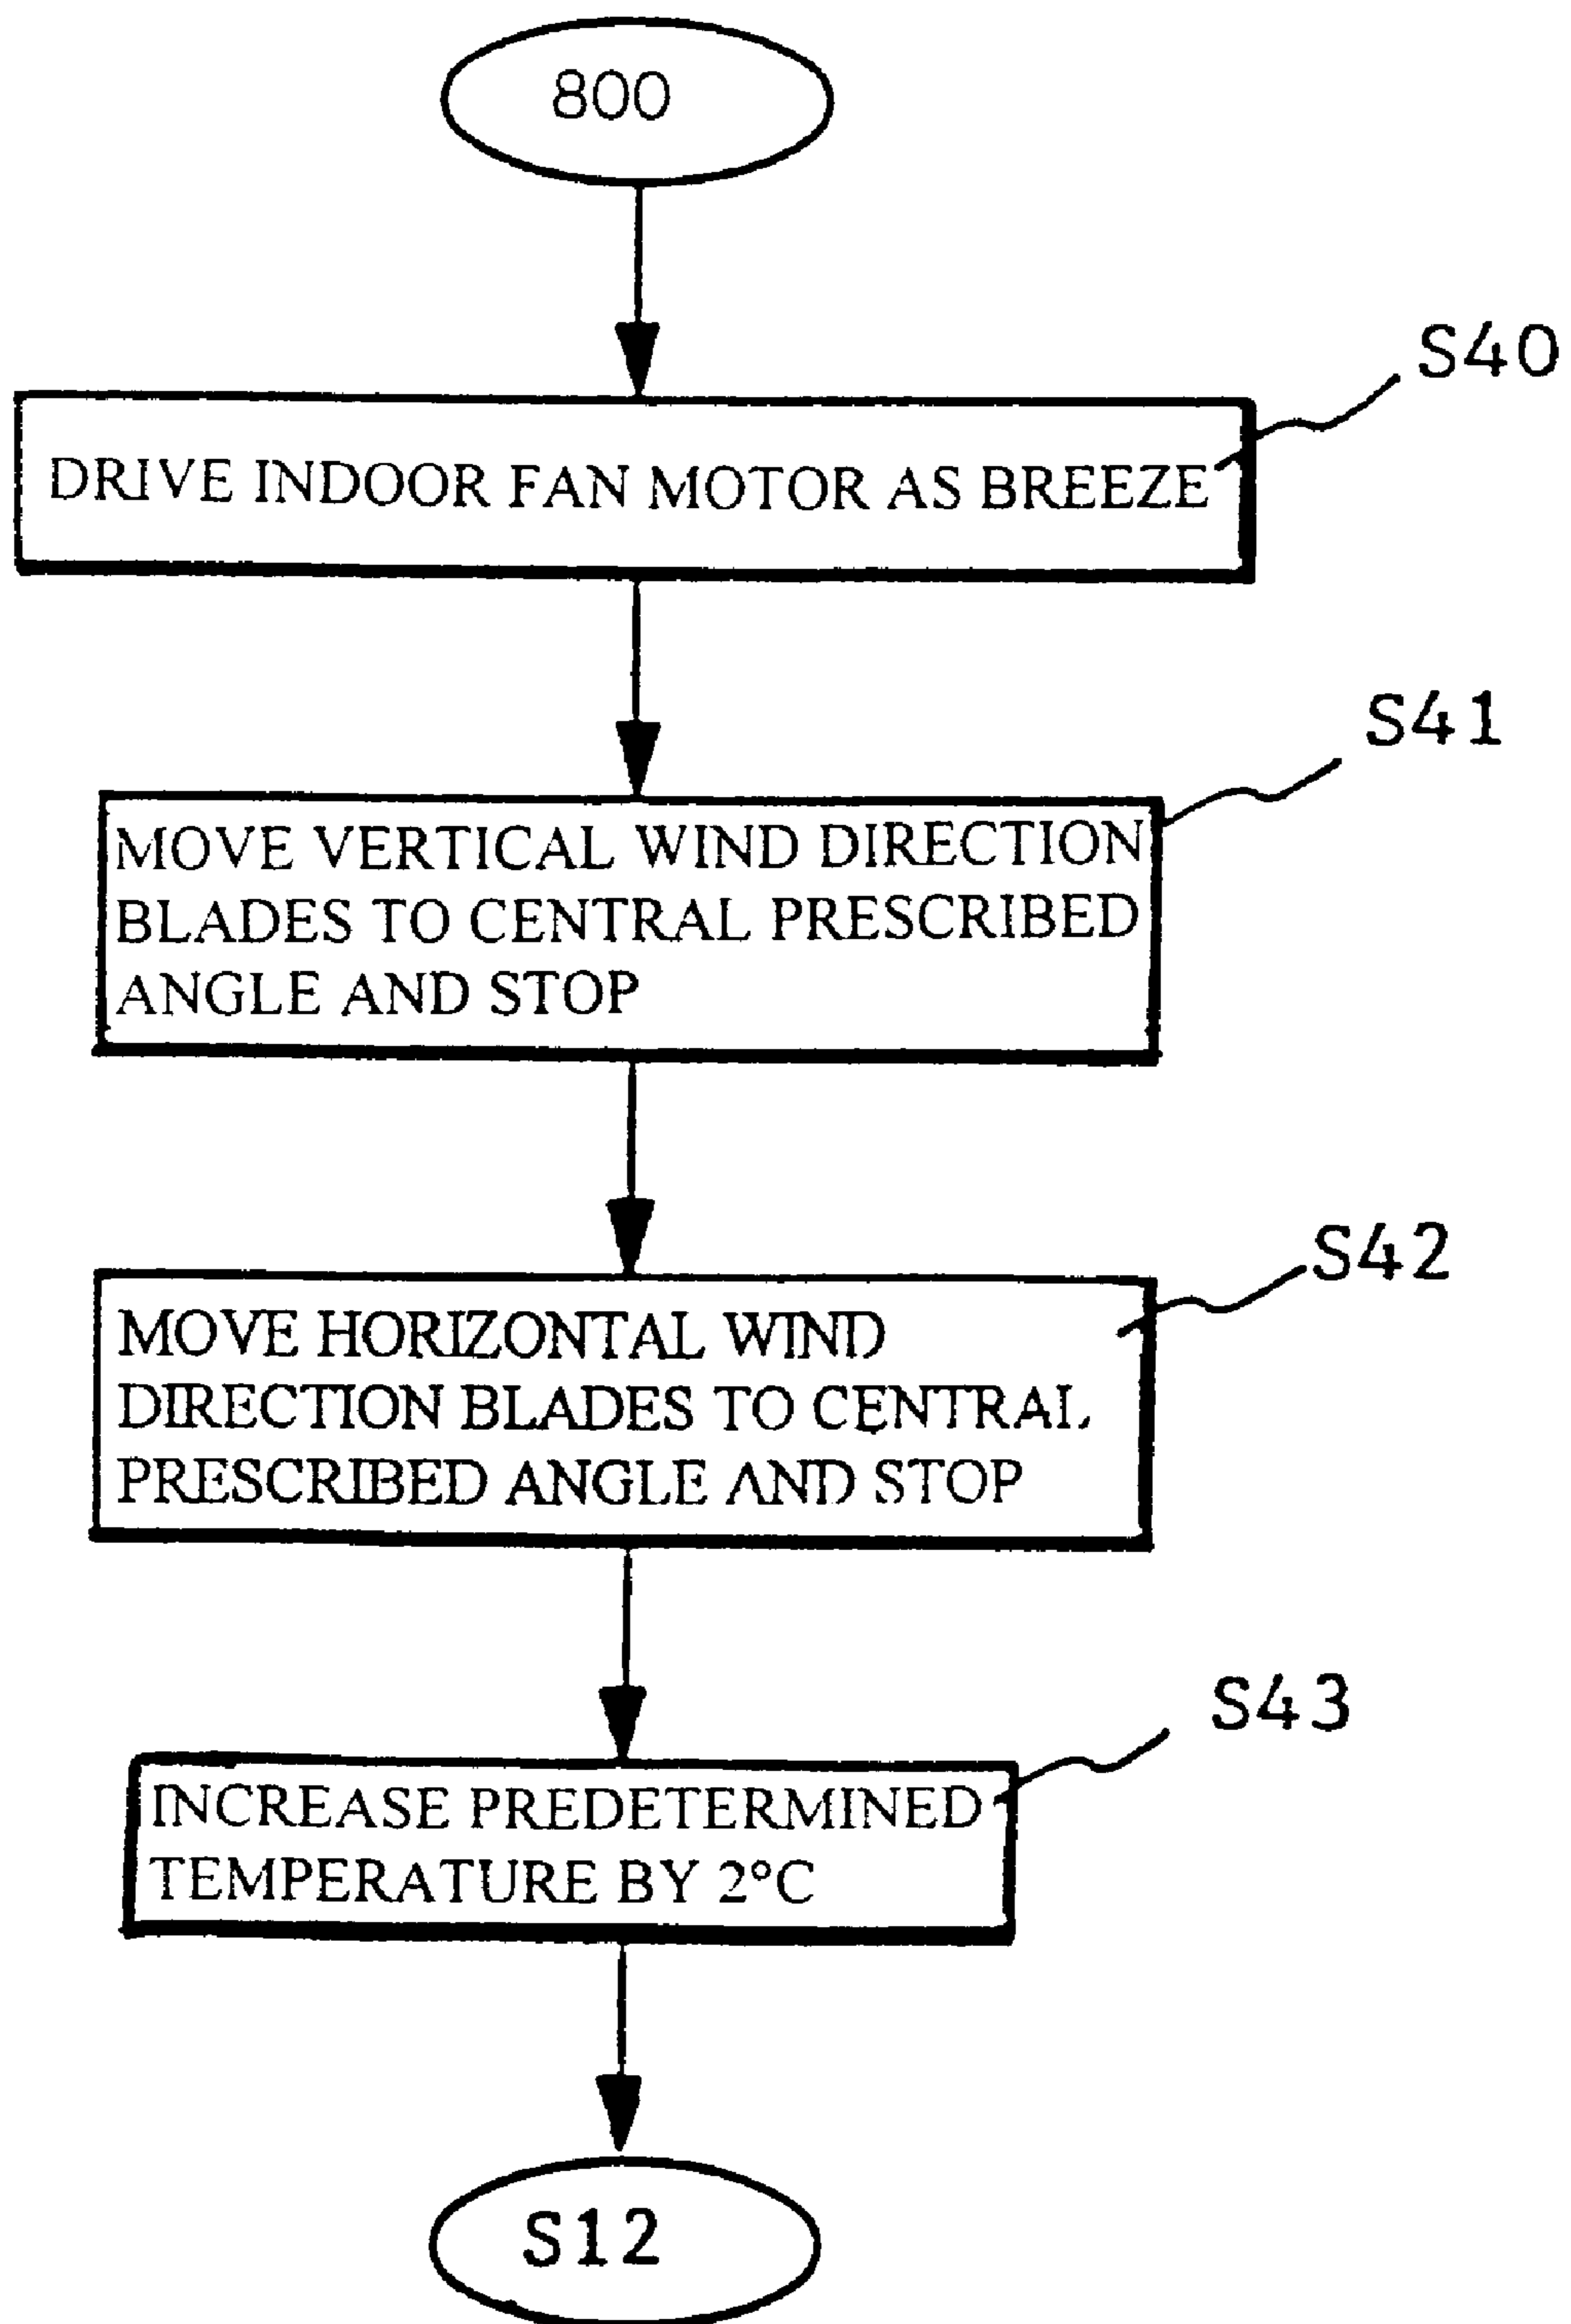 800
S40
DRIVE INDOOR FAN MOTOR AS BREEZE
S41
MOVE VERTICAL WIND DIRECTION
BLADES TO CENTRAL PRESCRIBED
ANGLE AND STOP
S42
MOVE HORIZONTAL WIND
DIRECTION BLADES TO CENTRAL
PRESCRIBED ANGLE AND STOP
S43
INCREASE PREDETERMINED
TEMPERATURE BY 2°C
S12